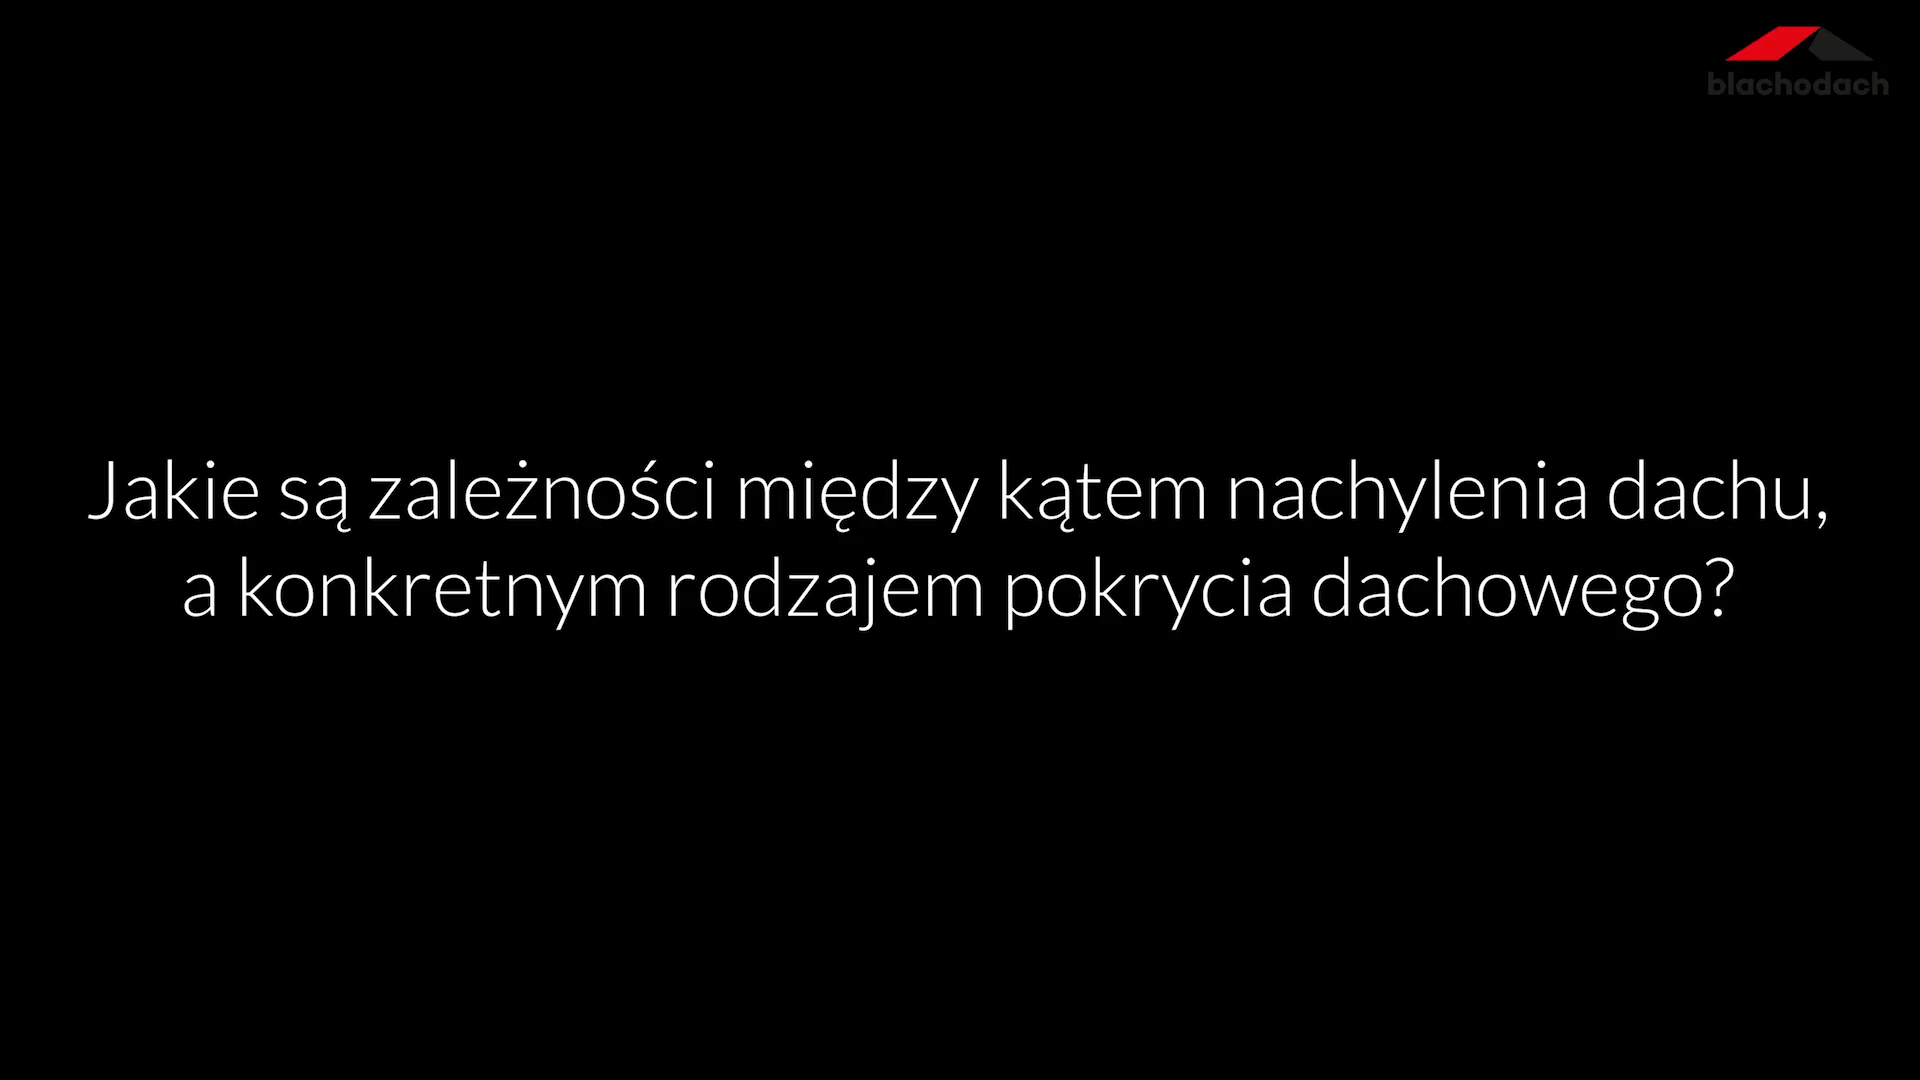 blachodach
Jakie są zależności między kątem nachylenia dachu,
a konkretnym rodzajem pokrycia dachowego?